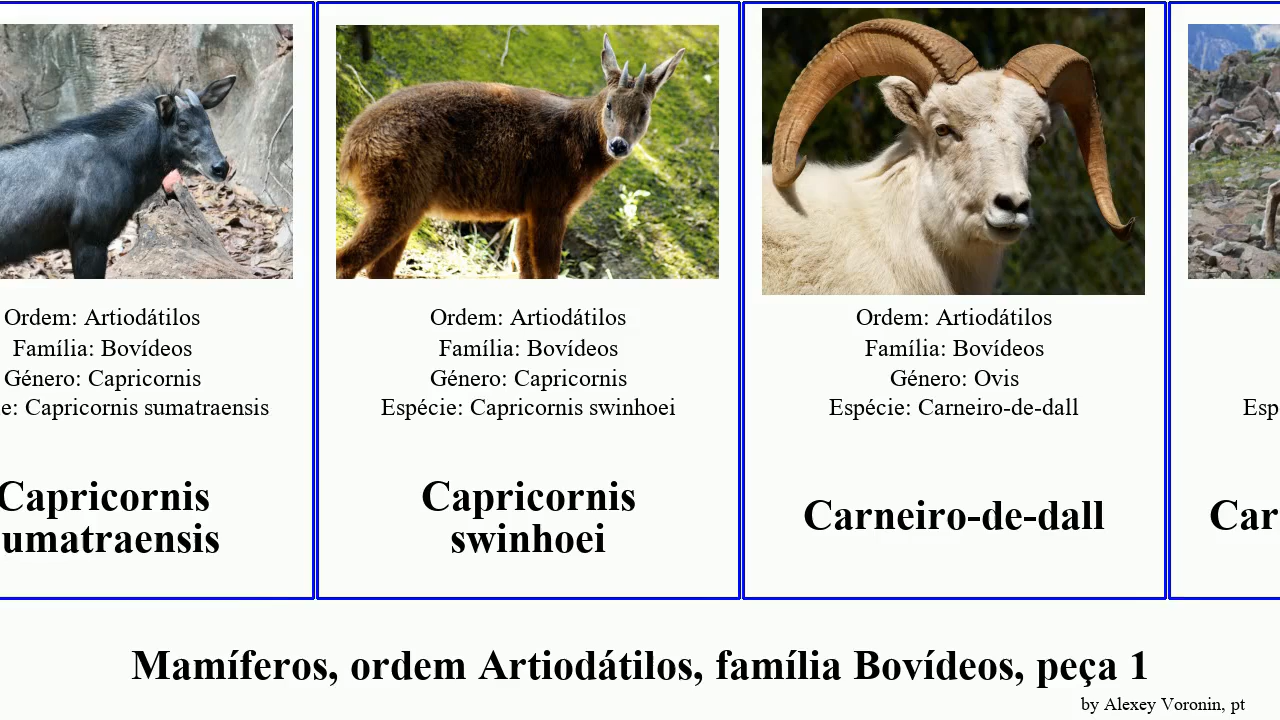 Ordem: Artiodátilos
Família: Bovídeos
Género: Capricornis
e: Capricornis sumatraensis
Capricornis
umatraensis
Ordem: Artiodátilos
Família: Bovídeos
Género: Capricornis
Espécie: Capricornis swinhoei
Capricornis
swinhoei
Ordem: Artiodátilos
Família: Bovídeos
Género: Ovis
Espécie: Carneiro-de-dall
Carneiro-de-dall
Esp
Car
Mamíferos, ordem Artiodátilos, família Bovídeos, peça 1
by Alexey Voronin, pt